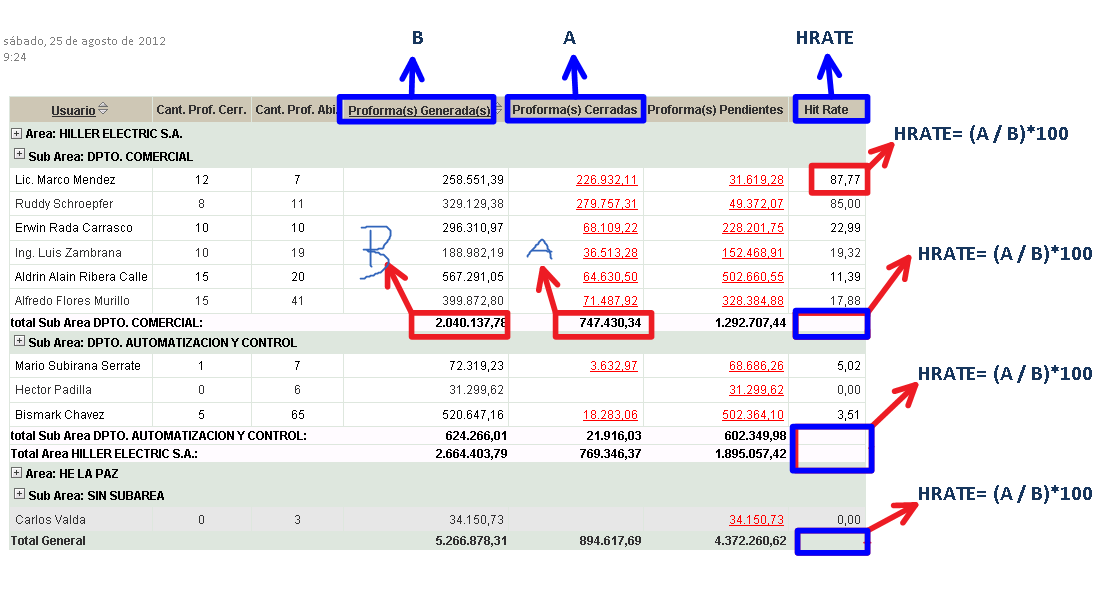 sábado, 25 de agosto de 2012
9:24
B A HRATE
Usuario Cant. Prof. Cerr. Cant. Prof. Abi. Proforma(s) Generada(s) Proforma(s) Cerradas Proforma(s) Pendientes Hit Rate
Area: HILLER ELECTRIC S.A.
HRATE= (A / B)*100
Sub Area: DPTO. COMERCIAL
Lic. Marco Mendez 12 7 258.551,39 226.932,11 31.619,28 87,77
Ruddy Schroepfer 8 11 329.129,38 279.757,31 49.372,07 85,00
Erwin Rada Carrasco 10 10 296.310,97 68.109,22 228.201,75 22,99
B A
Ing. Luis Zambrana 10 19 188.982,19 36.513,28 152.468,91 19,32
HRATE= (A / B)*100
Aldrin Alain Ribera Calle 15 20 567.291,05 64.630,50 502.660,55 11,39
Alfredo Flores Murillo 15 41 399.872,80 71.487,92 328.384,88 17,88
total Sub Area DPTO. COMERCIAL: 2.040.137,78 747.430,34 1.292.707,44
Sub Area: DPTO. AUTOMATIZACION Y CONTROL
Mario Subirana Serrate 1 7 72.319,23 3.632,97 68.686,26 5,02
HRATE= (A / B)*100
Hector Padilla 0 6 31.299,62 31.299,62 0,00
Bismark Chavez 5 65 520.647,16 18.283,06 502.364,10 3,51
total Sub Area DPTO. AUTOMATIZACION Y CONTROL: 624.266,01 21.916,03 602.349,98
Total Area HILLER ELECTRIC S.A.: 2.664.403,79 769.346,37 1.895.057,42
Area: HE LA PAZ
Sub Area: SIN SUBAREA
HRATE= (A / B)*100
Carlos Valda 0 3 34.150,73 34.150,73 0,00
Total General 5.266.878,31 894.617,69 4.372.260,62